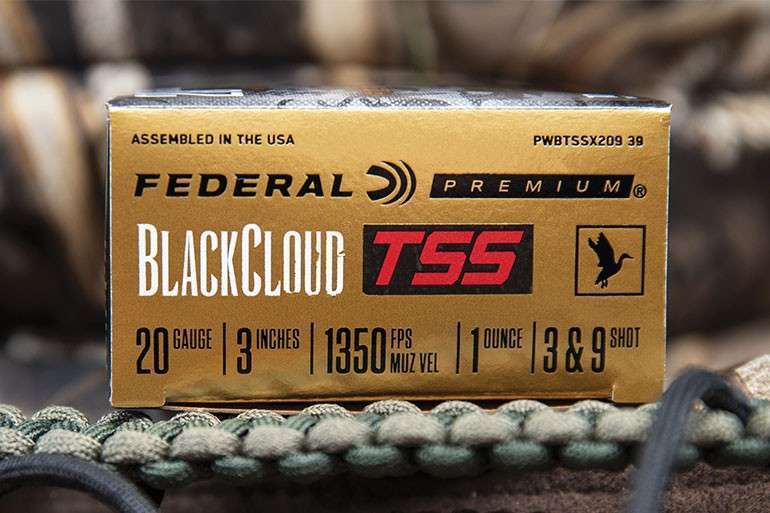 ASSEMBLED IN THE USA PWBTSSX209 39
FEDERAL PREMIUM®
BLACKCLOUD TSS
20 GAUGE 3 INCHES 1350 FPS MUZ VEL 1 OUNCE 3 & 9 SHOT